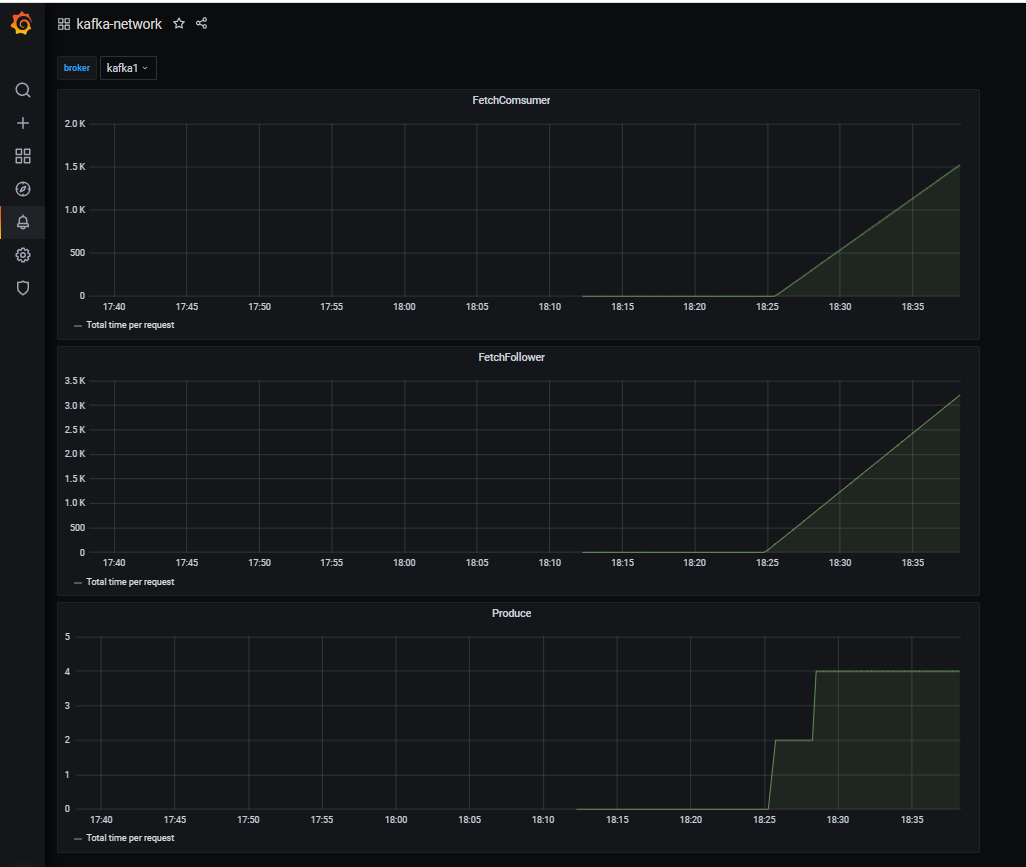 kafka-network
broker kafka1
FetchComsumer
2.0 K
1.5 K
1.0 K
500
0
17:40 17:45 17:50 17:55 18:00 18:05 18:10 18:15 18:20 18:25 18:30 18:35
Total time per request
FetchFollower
3.5 K
3.0 K
2.5 K
2.0 K
1.5 K
1.0 K
500
0
17:40 17:45 17:50 17:55 18:00 18:05 18:10 18:15 18:20 18:25 18:30 18:35
Total time per request
Produce
5
4
3
2
1
0
17:40 17:45 17:50 17:55 18:00 18:05 18:10 18:15 18:20 18:25 18:30 18:35
Total time per request